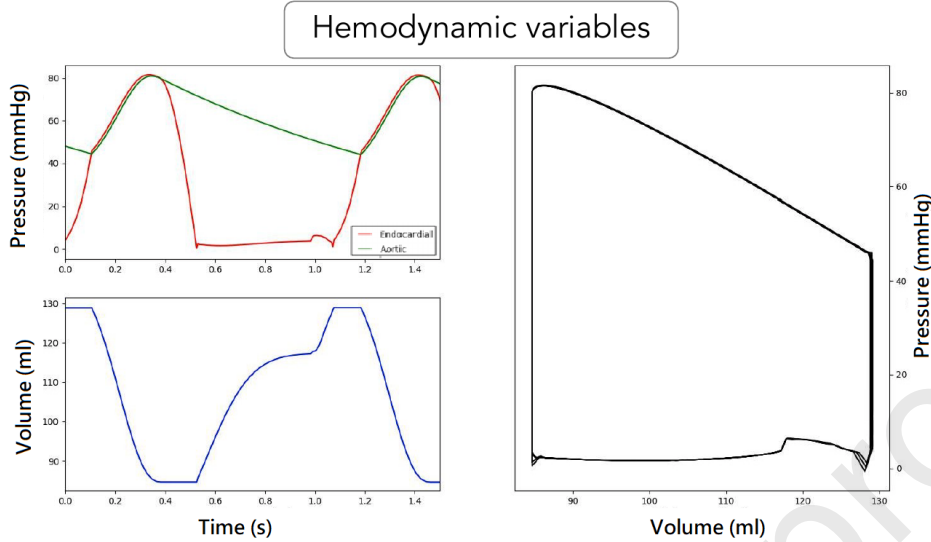 Hemodynamic variables
Pressure (mmHg)
80
60
40
20
0
0.0 0.2 0.4 0.6 0.8 1.0 1.2 1.4
Endocardial
Aortic
Volume (ml)
130
120
110
100
90
0.0 0.2 0.4 0.6 0.8 1.0 1.2 1.4
Time (s)
80
60
40
20
0
Pressure (mmHg)
90 100 110 120 130
Volume (ml)
pro